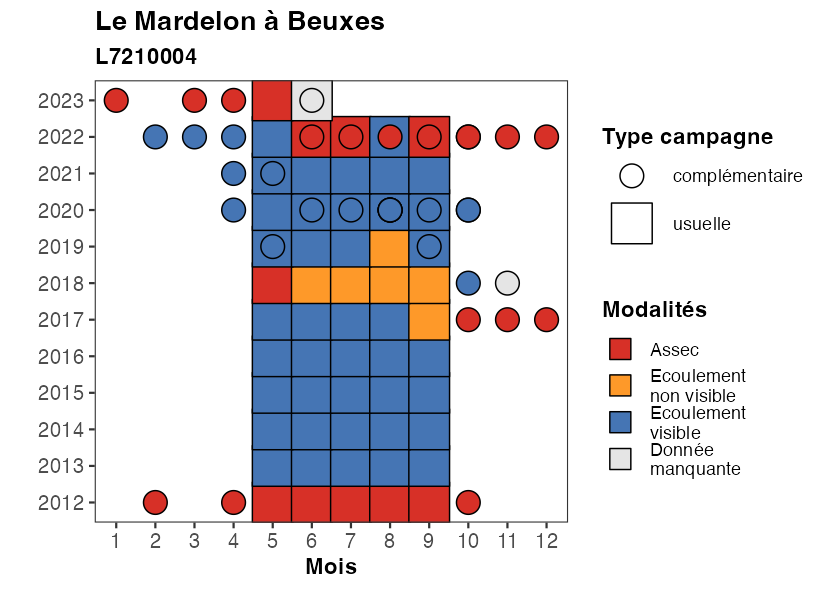 Le Mardelon à Beuxes
L7210004
2023
2022
2021
2020
2019
2018
2017
2016
2015
2014
2013
2012
1 2 3 4 5 6 7 8 9 10 11 12
Mois
Type campagne
complémentaire
usuelle
Modalités
Assec
Ecoulement
non visible
Ecoulement
visible
Donnée
manquante